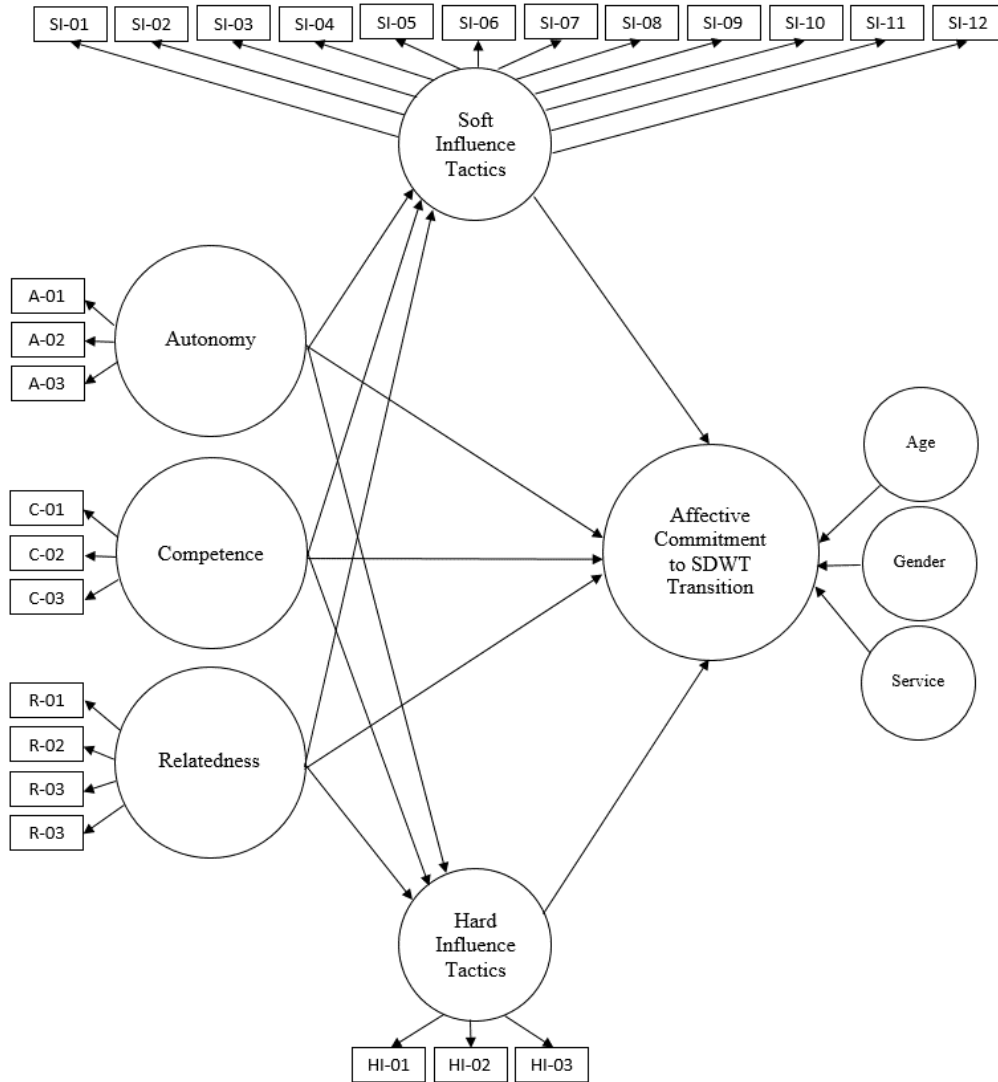 SI-01
SI-02
SI-03
SI-04
SI-05
SI-06
SI-07
SI-08
SI-09
SI-10
SI-11
SI-12
Soft
Influence
Tactics
A-01
A-02
A-03
Autonomy
C-01
C-02
C-03
Competence
R-01
R-02
R-03
R-03
Relatedness
Affective
Commitment
to SDWT
Transition
Age
Gender
Service
Hard
Influence
Tactics
HI-01
HI-02
HI-03